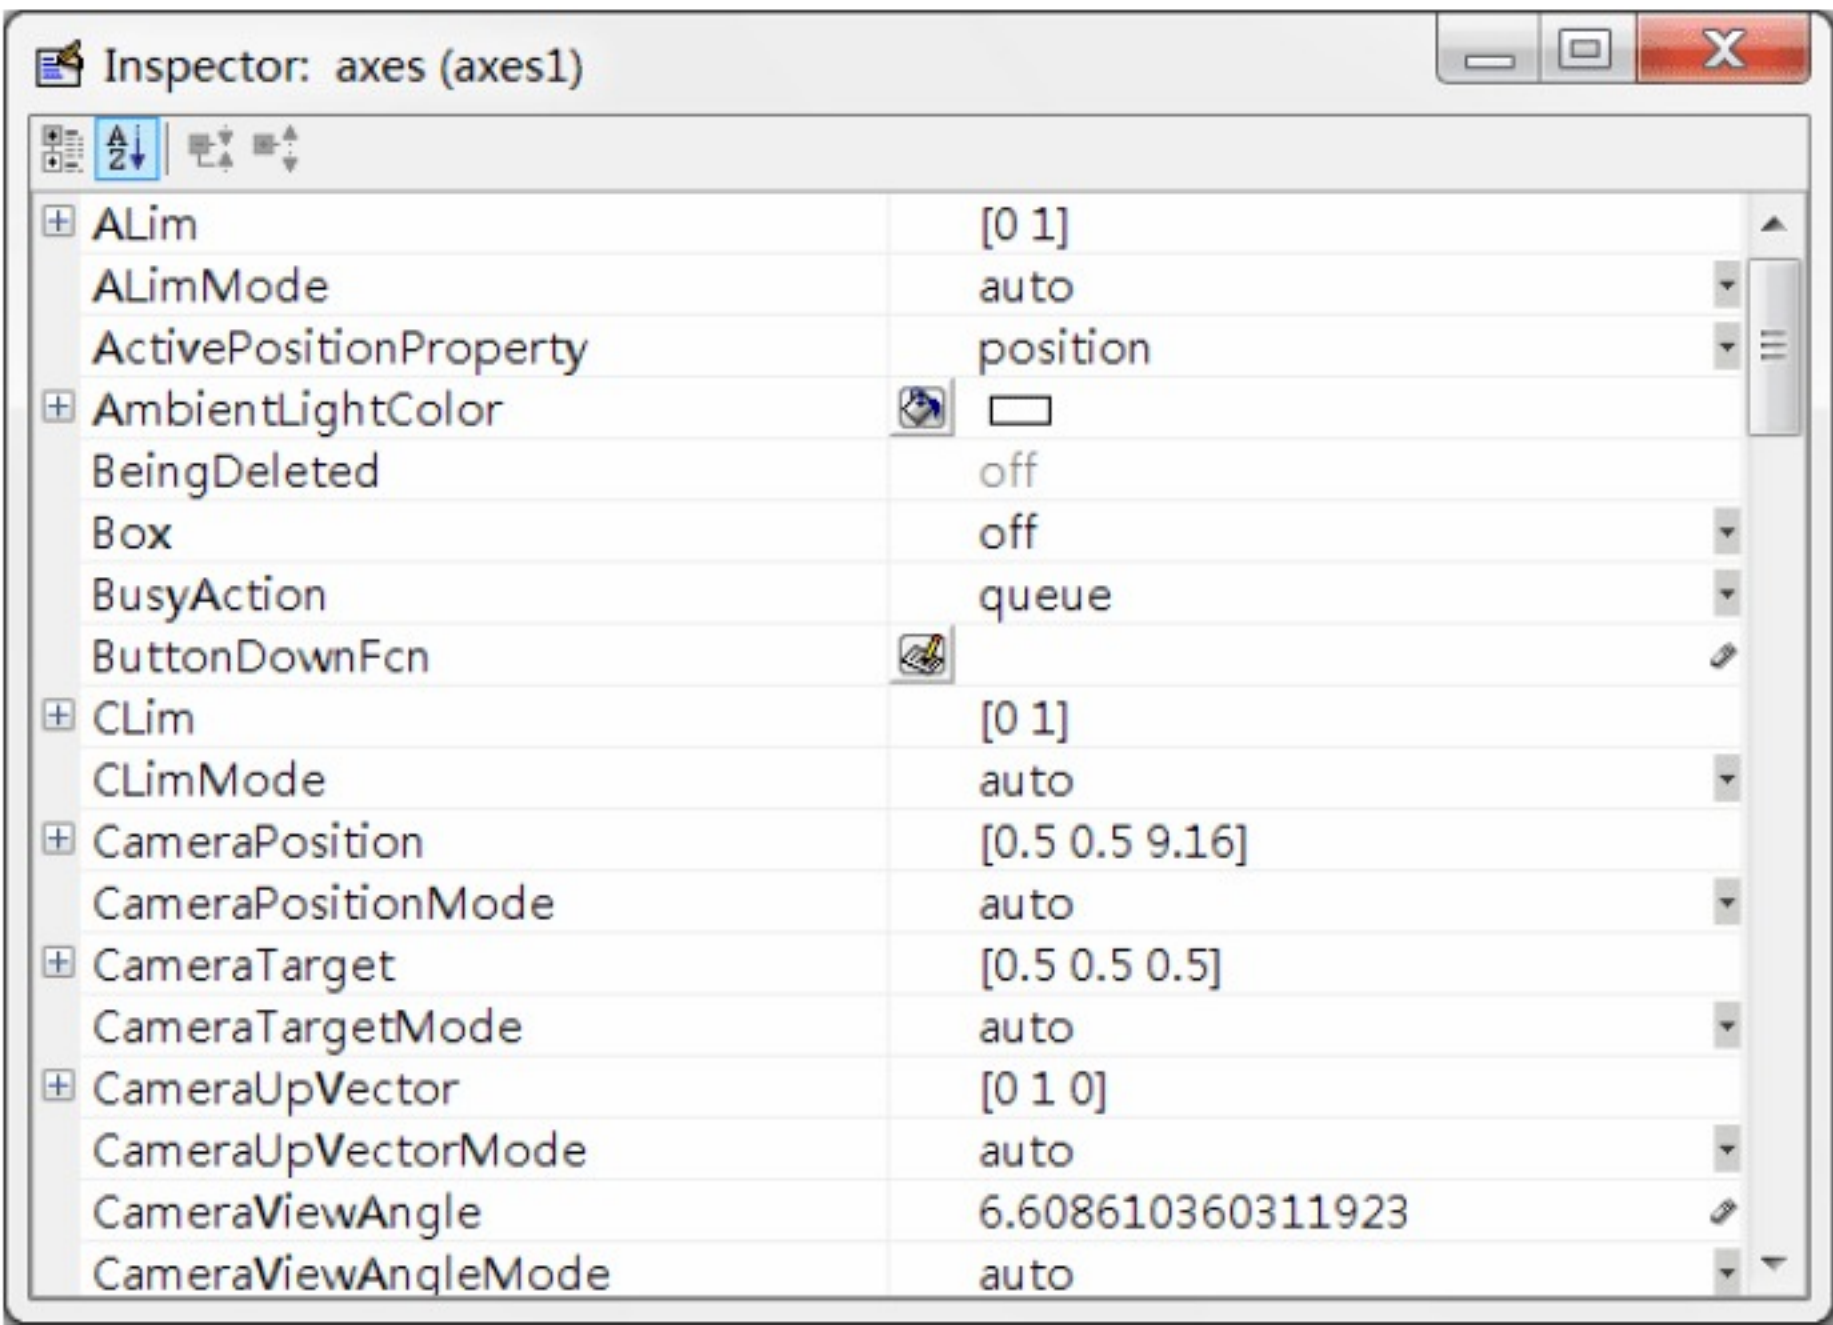 Inspector: axes (axes1)
ALim [0 1]
ALimMode auto
ActivePositionProperty position
AmbientLightColor
BeingDeleted off
Box off
BusyAction queue
ButtonDownFcn
CLim [0 1]
CLimMode auto
CameraPosition [0.5 0.5 9.16]
CameraPositionMode auto
CameraTarget [0.5 0.5 0.5]
CameraTargetMode auto
CameraUpVector [0 1 0]
CameraUpVectorMode auto
CameraViewAngle 6.608610360311923
CameraViewAngleMode auto